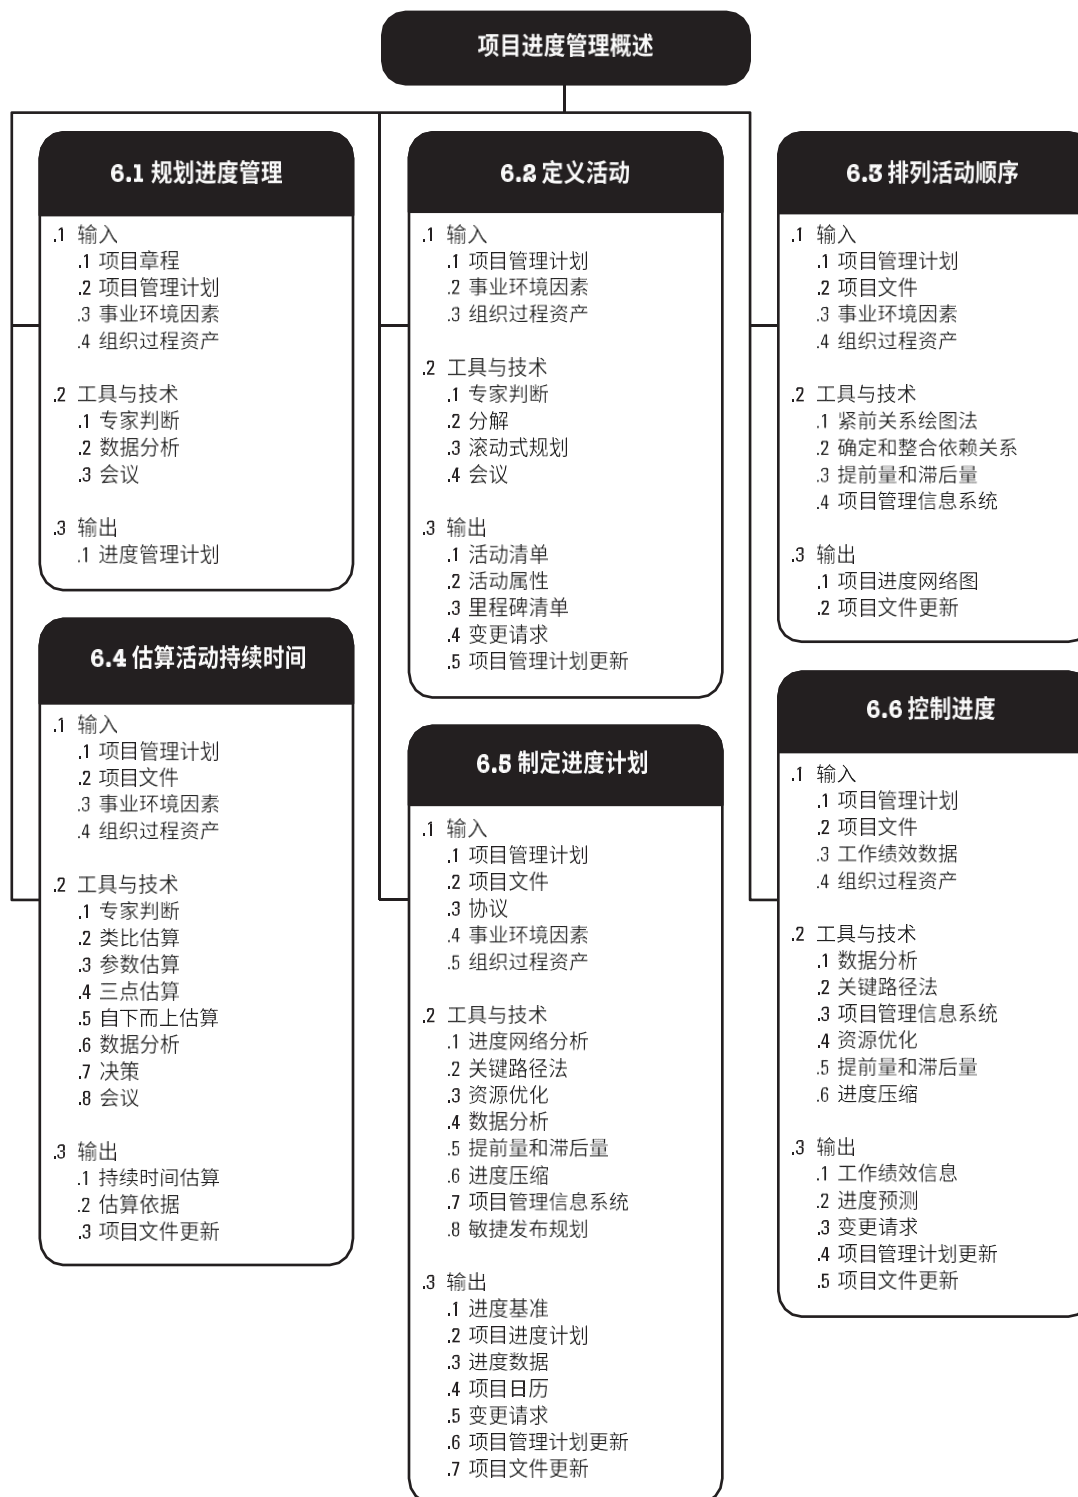 项目进度管理概述
6.1 规划进度管理
.1 输入
.1 项目章程
.2 项目管理计划
.3 事业环境因素
.4 组织过程资产
.2 工具与技术
.1 专家判断
.2 数据分析
.3 会议
.3 输出
.1 进度管理计划
6.2 定义活动
.1 输入
.1 项目管理计划
.2 事业环境因素
.3 组织过程资产
.2 工具与技术
.1 专家判断
.2 分解
.3 滚动式规划
.4 会议
.3 输出
.1 活动清单
.2 活动属性
.3 里程碑清单
.4 变更请求
.5 项目管理计划更新
6.3 排列活动顺序
.1 输入
.1 项目管理计划
.2 项目文件
.3 事业环境因素
.4 组织过程资产
.2 工具与技术
.1 紧前关系绘图法
.2 确定和整合依赖关系
.3 提前量和滞后量
.4 项目管理信息系统
.3 输出
.1 项目进度网络图
.2 项目文件更新
6.4 估算活动持续时间
.1 输入
.1 项目管理计划
.2 项目文件
.3 事业环境因素
.4 组织过程资产
.2 工具与技术
.1 专家判断
.2 类比估算
.3 参数估算
.4 三点估算
.5 自下而上估算
.6 数据分析
.7 决策
.8 会议
.3 输出
.1 持续时间估算
.2 估算依据
.3 项目文件更新
6.5 制定进度计划
.1 输入
.1 项目管理计划
.2 项目文件
.3 协议
.4 事业环境因素
.5 组织过程资产
.2 工具与技术
.1 进度网络分析
.2 关键路径法
.3 资源优化
.4 数据分析
.5 提前量和滞后量
.6 进度压缩
.7 项目管理信息系统
.8 敏捷发布规划
.3 输出
.1 进度基准
.2 项目进度计划
.3 进度数据
.4 项目日历
.5 变更请求
.6 项目管理计划更新
.7 项目文件更新
6.6 控制进度
.1 输入
.1 项目管理计划
.2 项目文件
.3 工作绩效数据
.4 组织过程资产
.2 工具与技术
.1 数据分析
.2 关键路径法
.3 项目管理信息系统
.4 资源优化
.5 提前量和滞后量
.6 进度压缩
.3 输出
.1 工作绩效信息
.2 进度预测
.3 变更请求
.4 项目管理计划更新
.5 项目文件更新